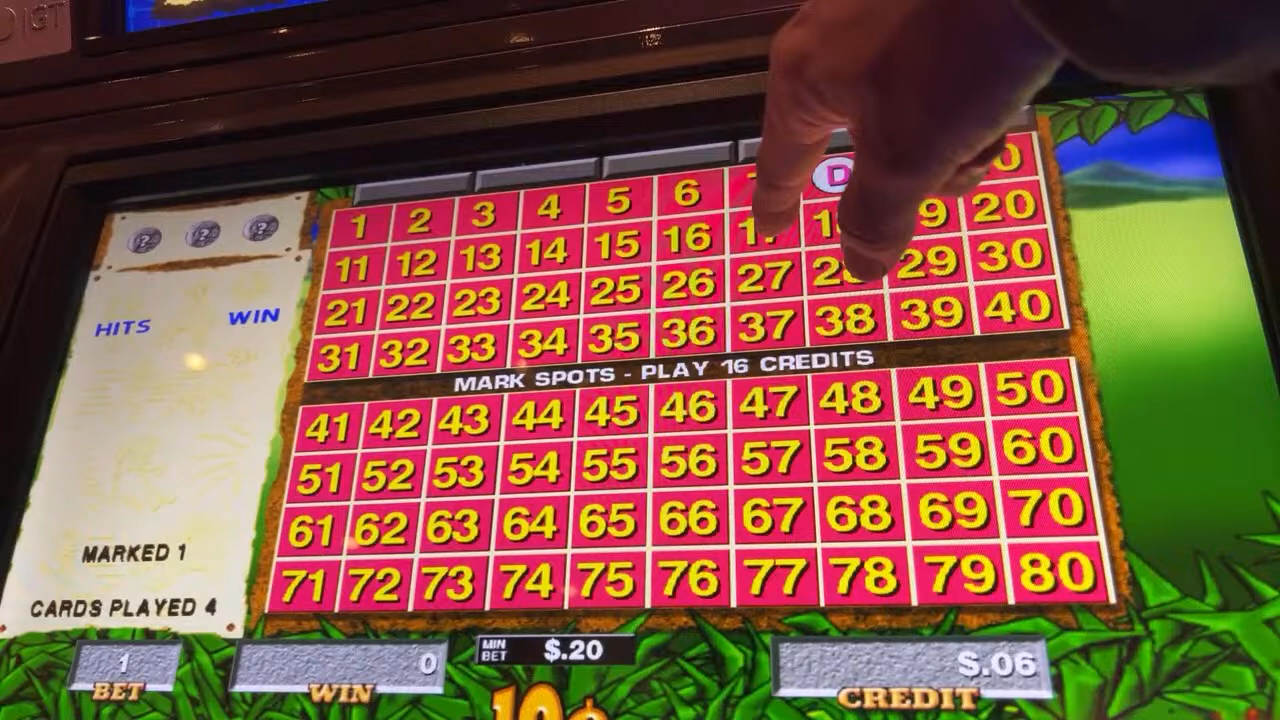 IGT
? ? ?
HITS WIN
1 2 3 4 5 6 D
11 12 13 14 15 16 20
21 22 23 24 25 26 27 29 30
31 32 33 34 35 36 37 38 39 40
MARK SPOTS - PLAY 16 CREDITS
41 42 43 44 45 46 47 48 49 50
51 52 53 54 55 56 57 58 59 60
61 62 63 64 65 66 67 68 69 70
71 72 73 74 75 76 77 78 79 80
MARKED 1
CARDS PLAYED 4
1
BET
0
WIN
MIN BET $.20
$.06
CREDIT
10¢